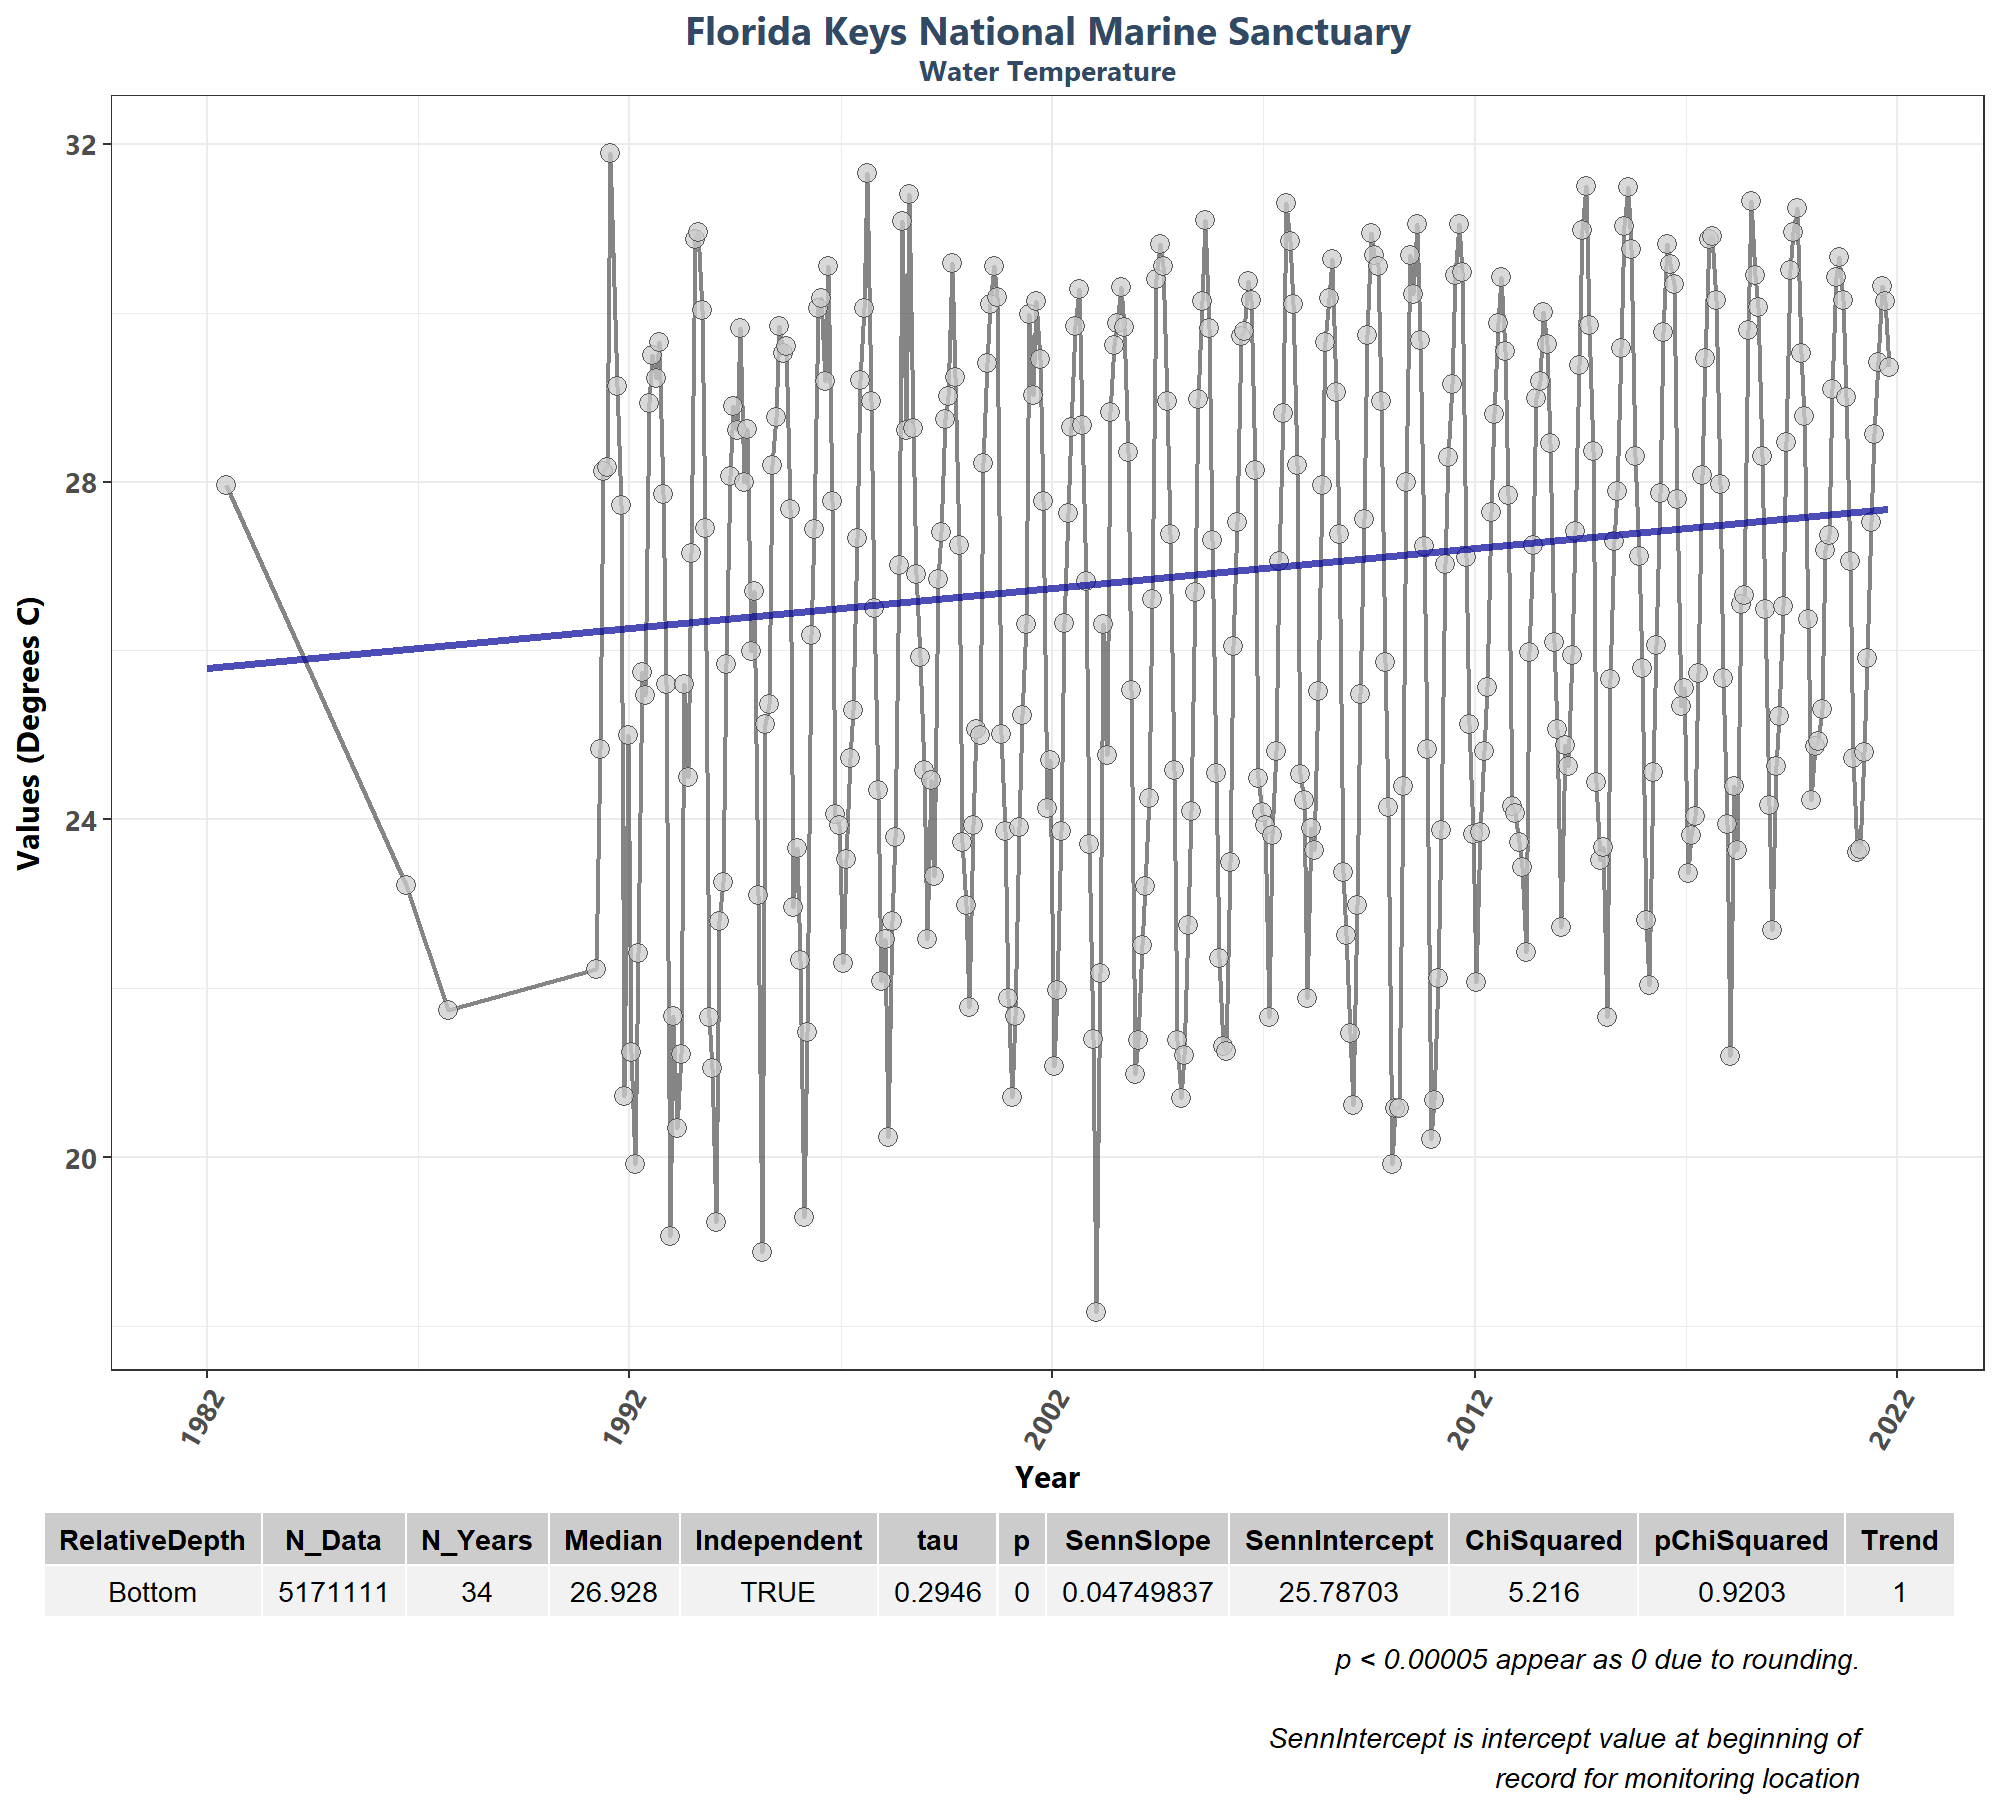 Florida Keys National Marine Sanctuary
Water Temperature
Values (Degrees C)
32
28
24
20
1982
1992
2002
2012
2022
Year
RelativeDepth N_Data N_Years Median Independent tau p SennSlope SennIntercept ChiSquared pChiSquared Trend
Bottom 5171111 34 26.928 TRUE 0.2946 0 0.04749837 25.78703 5.216 0.9203 1
p < 0.00005 appear as 0 due to rounding.
SennIntercept is intercept value at beginning of
record for monitoring location